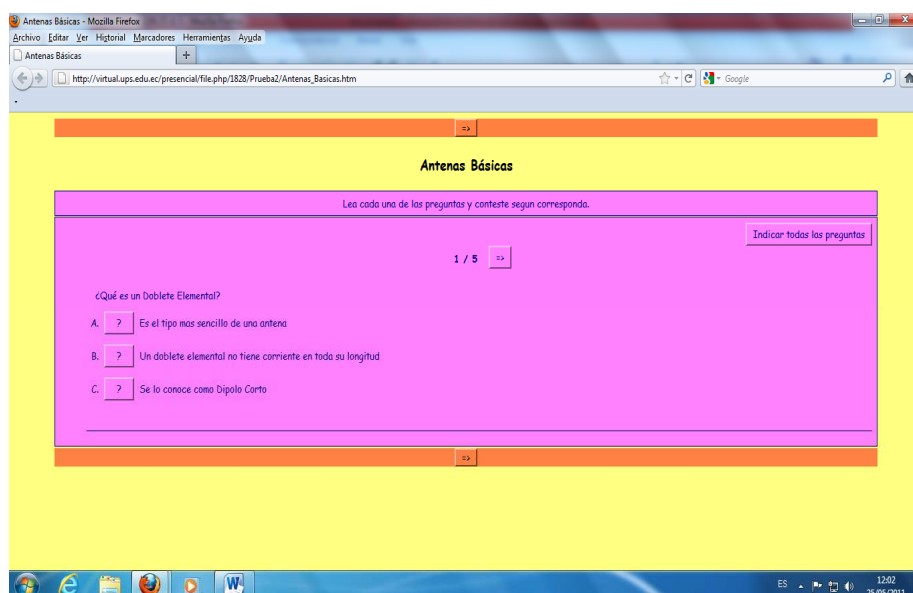 Antenas Básicas - Mozilla Firefox
Archivo Editar Ver Historial Marcadores Herramientas Ayuda
Antenas Básicas +
http://virtual.ups.edu.ec/presencial/file.php/1828/Prueba2/Antenas_Basicas.htm Google
=>
Antenas Básicas
Lea cada una de las preguntas y conteste segun corresponda.
Indicar todas las preguntas
1 / 5 =>
¿Qué es un Doblete Elemental?
A. ? Es el tipo mas sencillo de una antena
B. ? Un doblete elemental no tiene corriente en toda su longitud
C. ? Se lo conoce como Dipolo Corto
=>
ES 12:02
25/05/2011